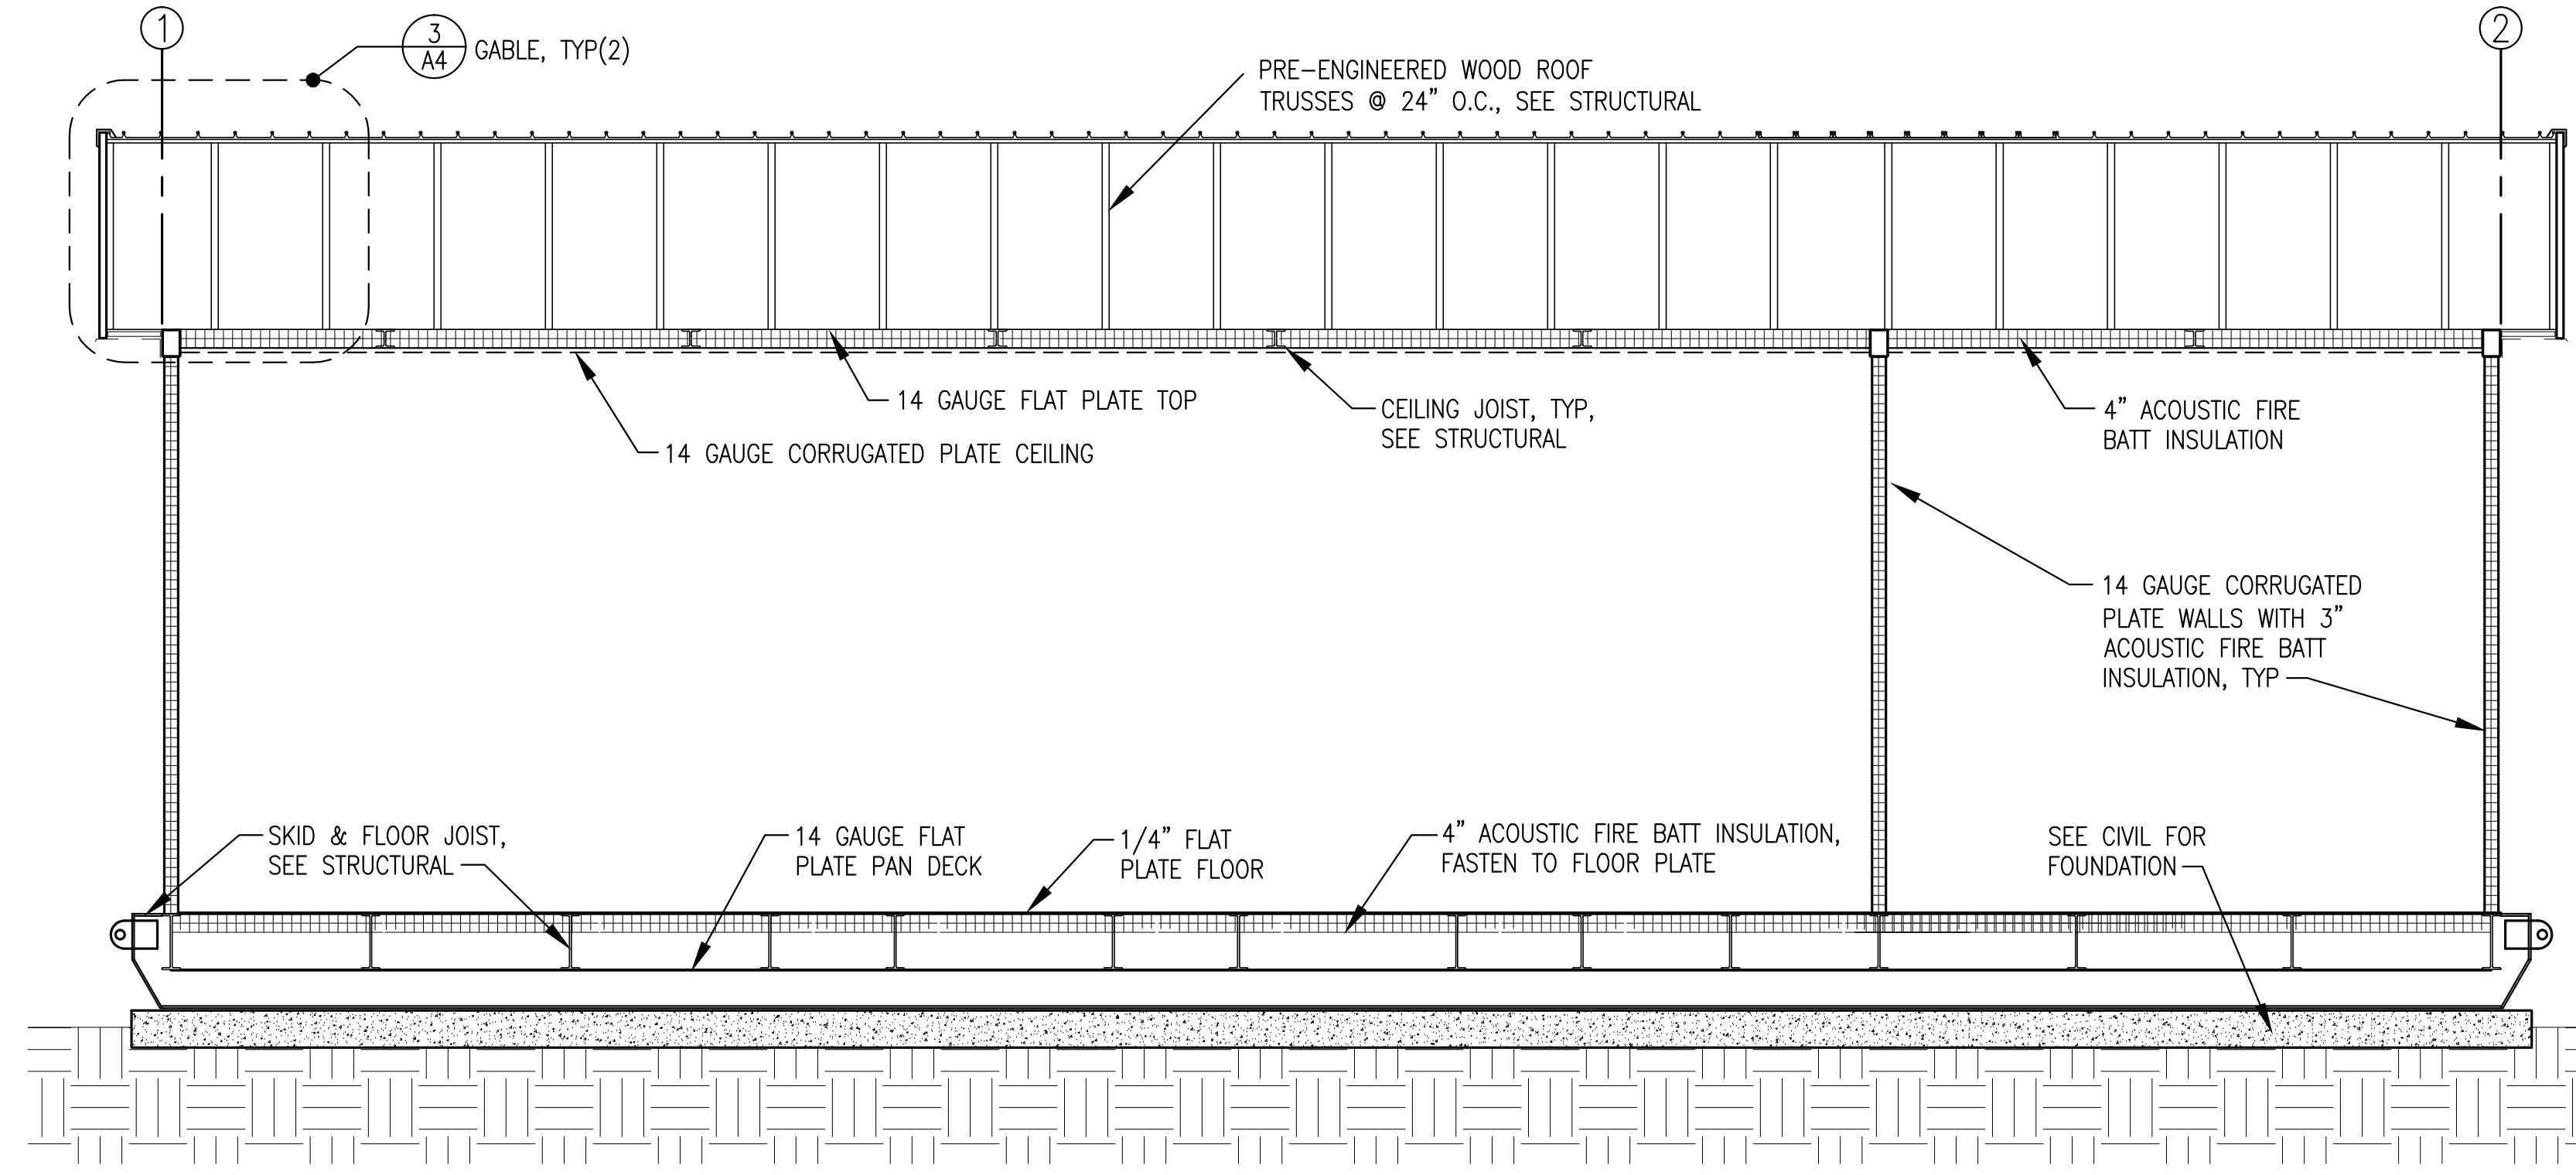 1
3
A4
GABLE, TYP(2)
2
PRE-ENGINEERED WOOD ROOF
TRUSSES @ 24" O.C., SEE STRUCTURAL
14 GAUGE FLAT PLATE TOP
14 GAUGE CORRUGATED PLATE CEILING
CEILING JOIST, TYP,
SEE STRUCTURAL
4" ACOUSTIC FIRE
BATT INSULATION
14 GAUGE CORRUGATED
PLATE WALLS WITH 3"
ACOUSTIC FIRE BATT
INSULATION, TYP
SKID & FLOOR JOIST,
SEE STRUCTURAL
14 GAUGE FLAT
PLATE PAN DECK
1/4" FLAT
PLATE FLOOR
4" ACOUSTIC FIRE BATT INSULATION,
FASTEN TO FLOOR PLATE
SEE CIVIL FOR
FOUNDATION